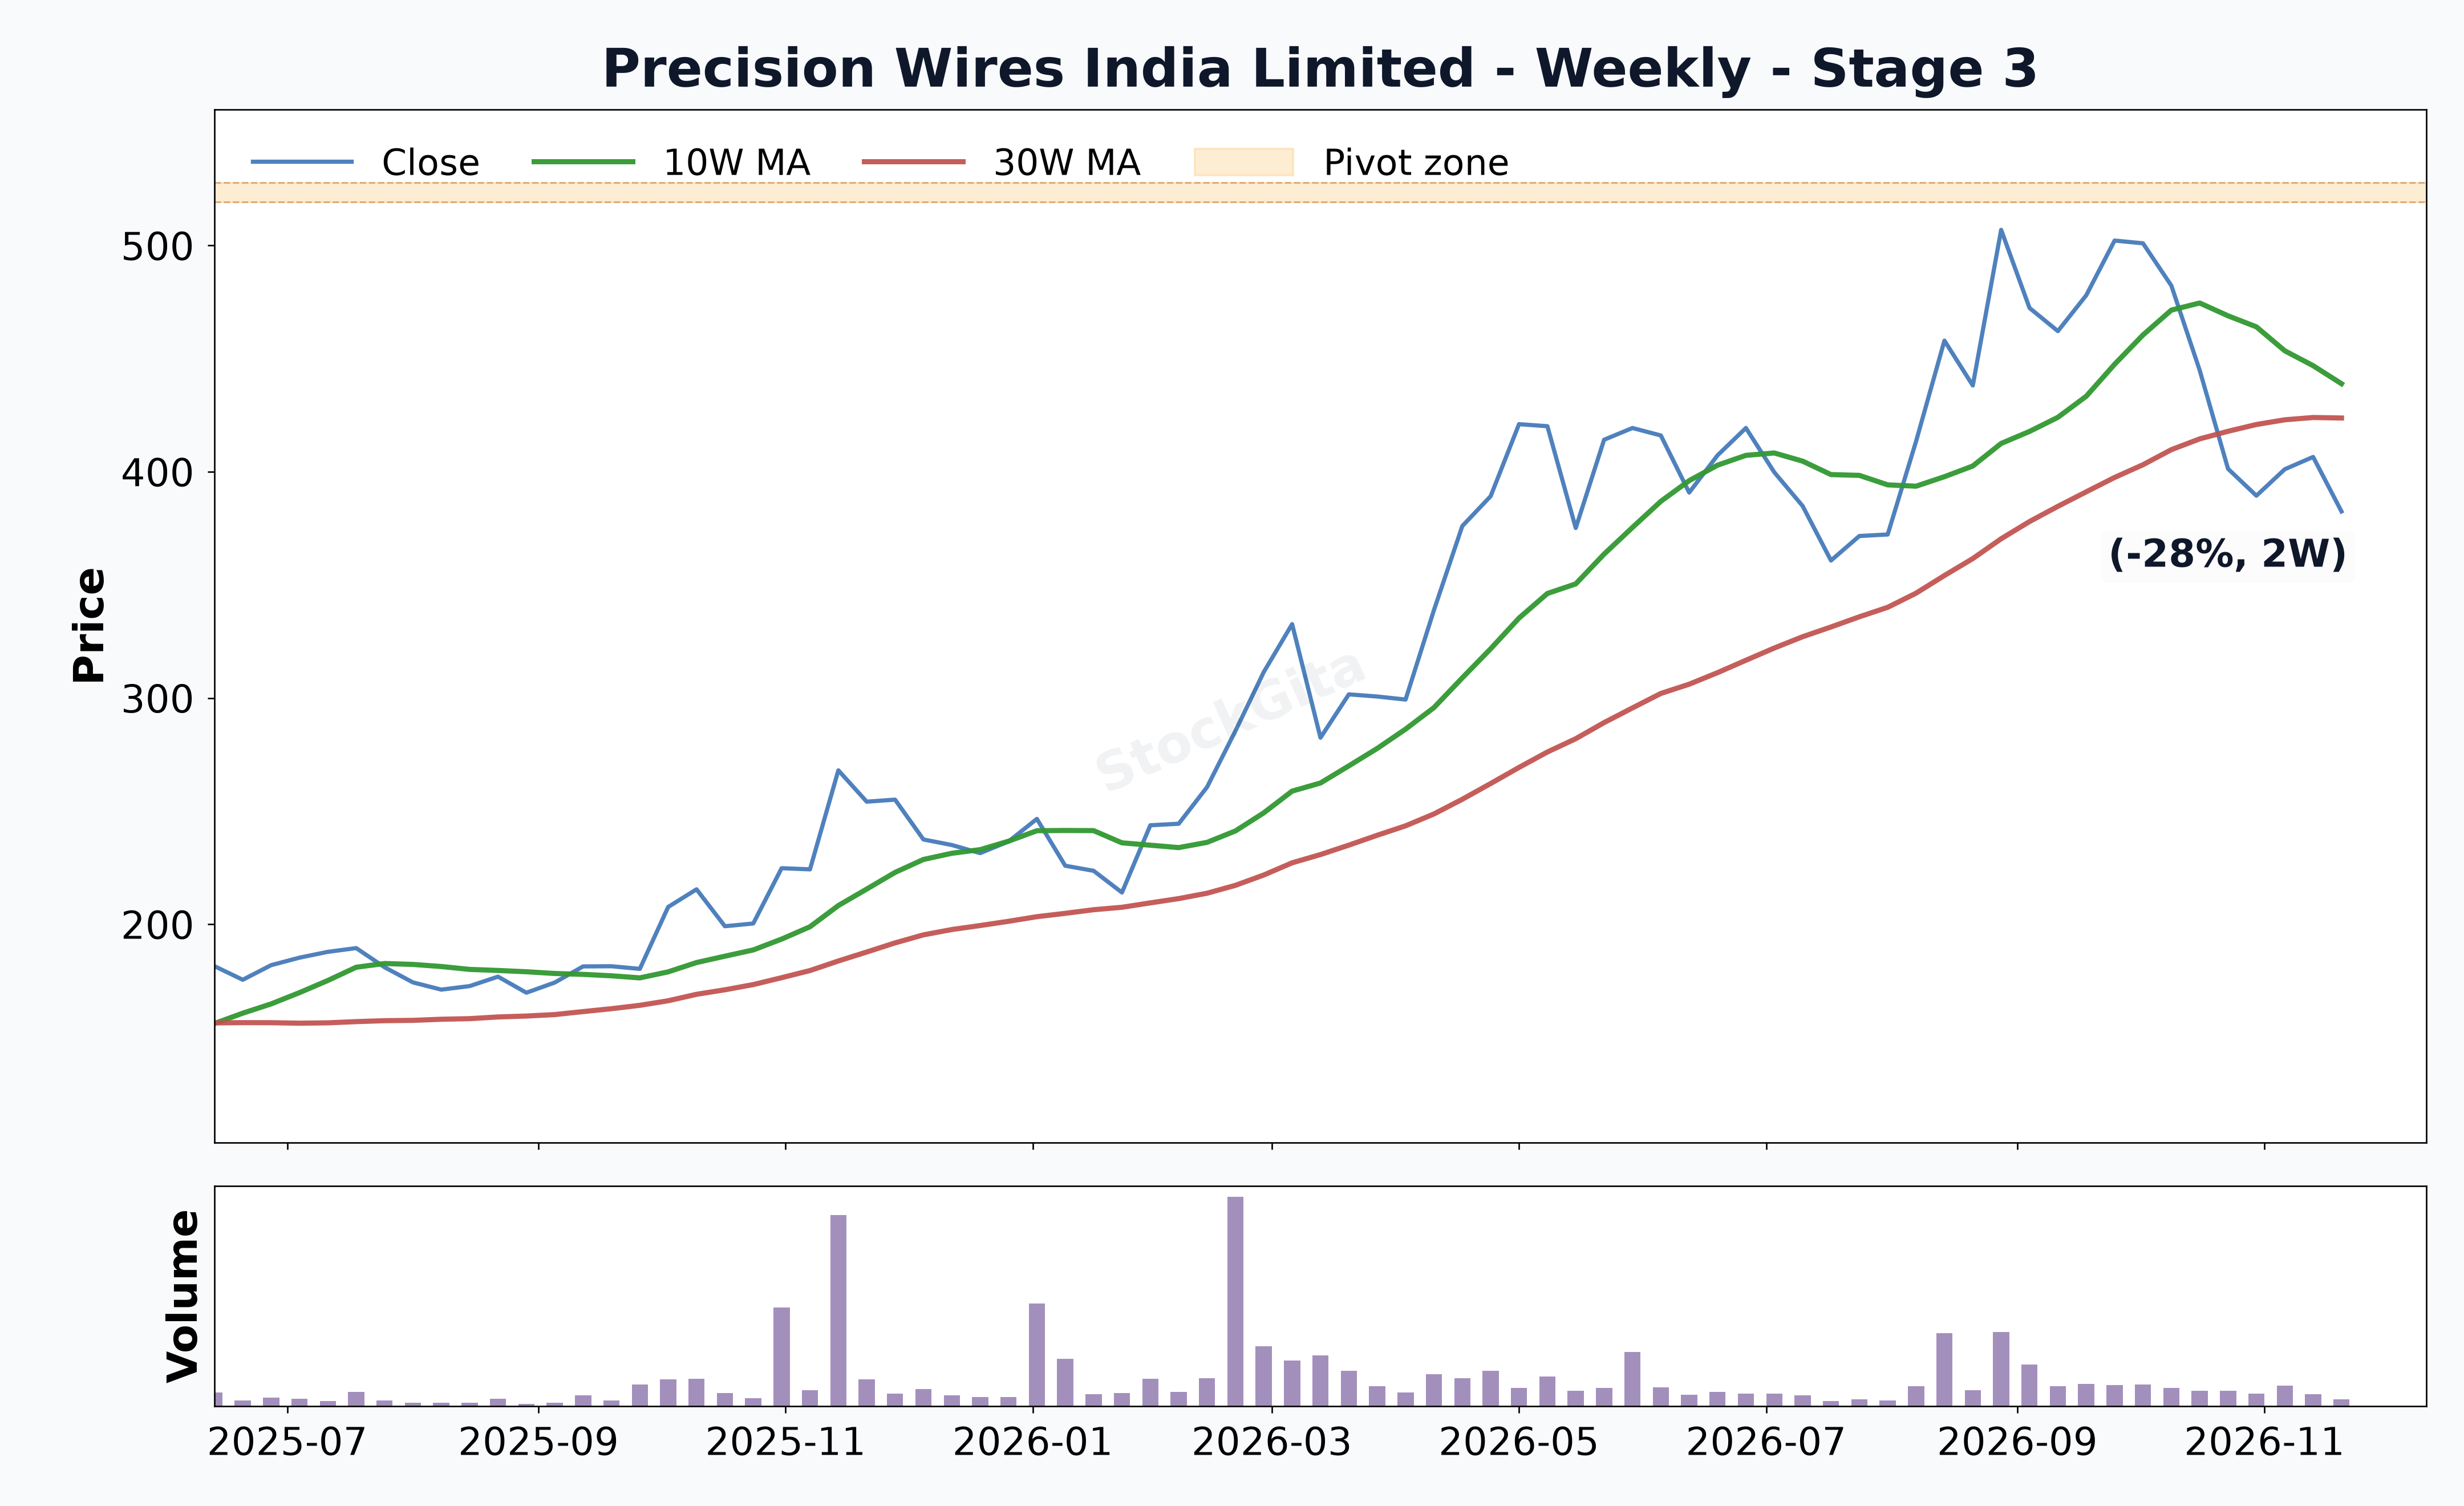 Precision Wires India Limited - Weekly - Stage 3
Close 10W MA 30W MA Pivot zone
500
400
300
200
Price
(-28%, 2W)
StockGita
Volume
2025-07 2025-09 2025-11 2026-01 2026-03 2026-05 2026-07 2026-09 2026-11